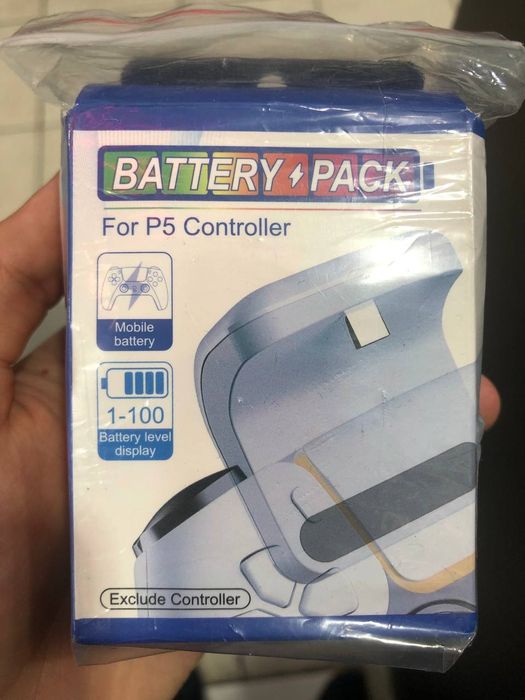 BATTERY PACK
For P5 Controller
Mobile
battery
1-100
Battery level
display
Exclude Controller